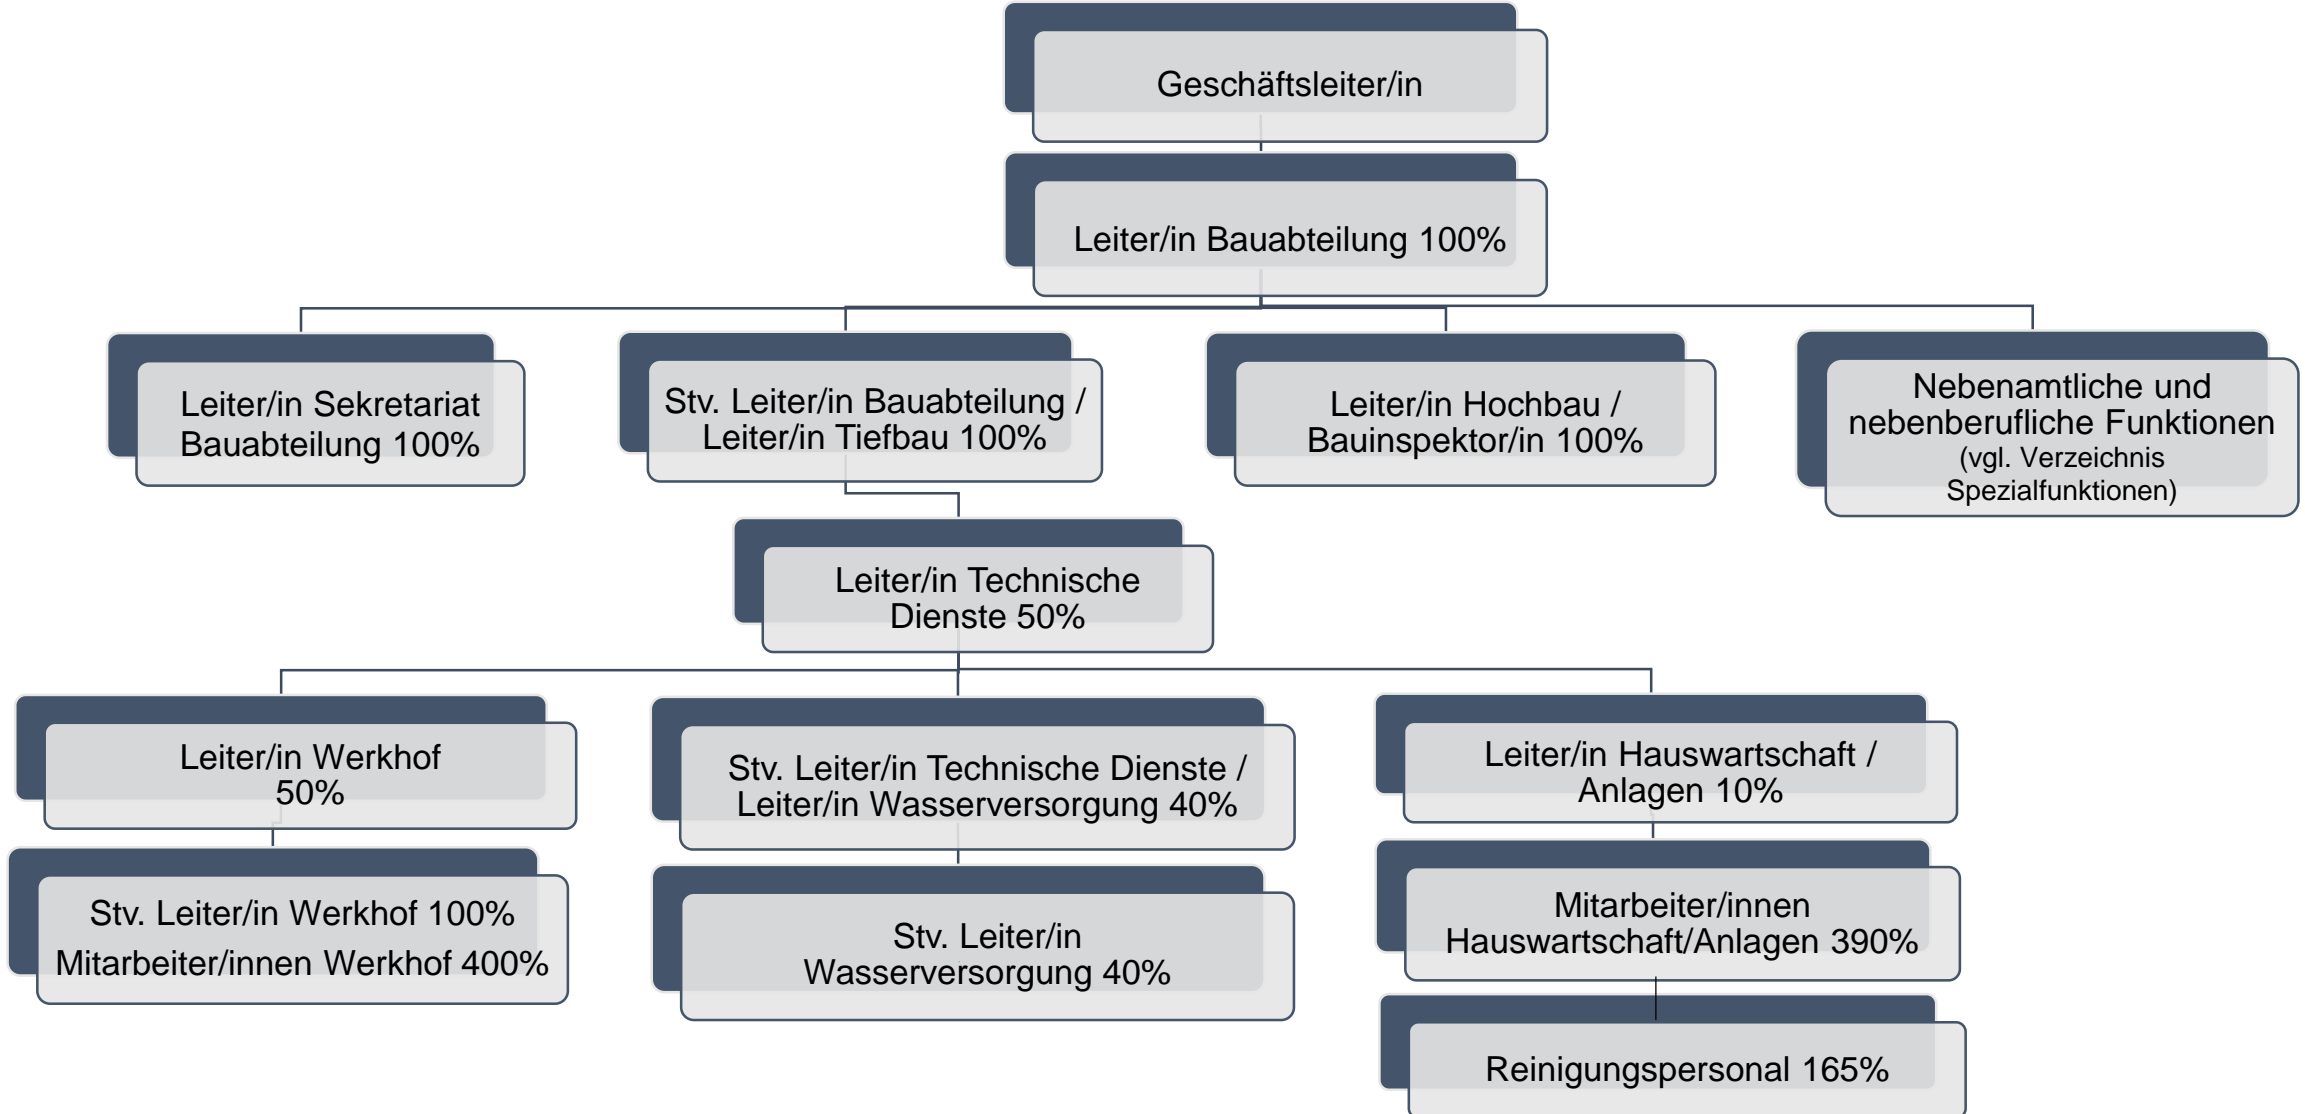 Geschäftsleiter/in
Leiter/in Bauabteilung 100%
Leiter/in Sekretariat
Bauabteilung 100%
Stv. Leiter/in Bauabteilung /
Leiter/in Tiefbau 100%
Leiter/in Hochbau /
Bauinspektor/in 100%
Nebenamtliche und
nebenberufliche Funktionen
(vgl. Verzeichnis
Spezialfunktionen)
Leiter/in Technische
Dienste 50%
Leiter/in Werkhof
50%
Stv. Leiter/in Technische Dienste /
Leiter/in Wasserversorgung 40%
Leiter/in Hauswartschaft /
Anlagen 10%
Stv. Leiter/in Werkhof 100%
Mitarbeiter/innen Werkhof 400%
Stv. Leiter/in
Wasserversorgung 40%
Mitarbeiter/innen
Hauswartschaft/Anlagen 390%
Reinigungspersonal 165%